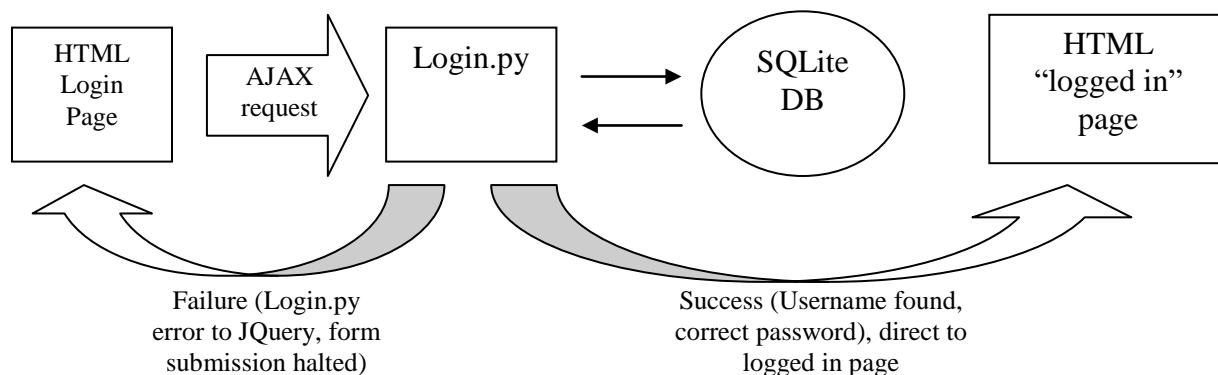 HTML
Login
Page
AJAX
request
Login.py
SQLite
DB
HTML
“logged in”
page
Failure (Login.py
error to JQuery, form
submission halted)
Success (Username found,
correct password), direct to
logged in page